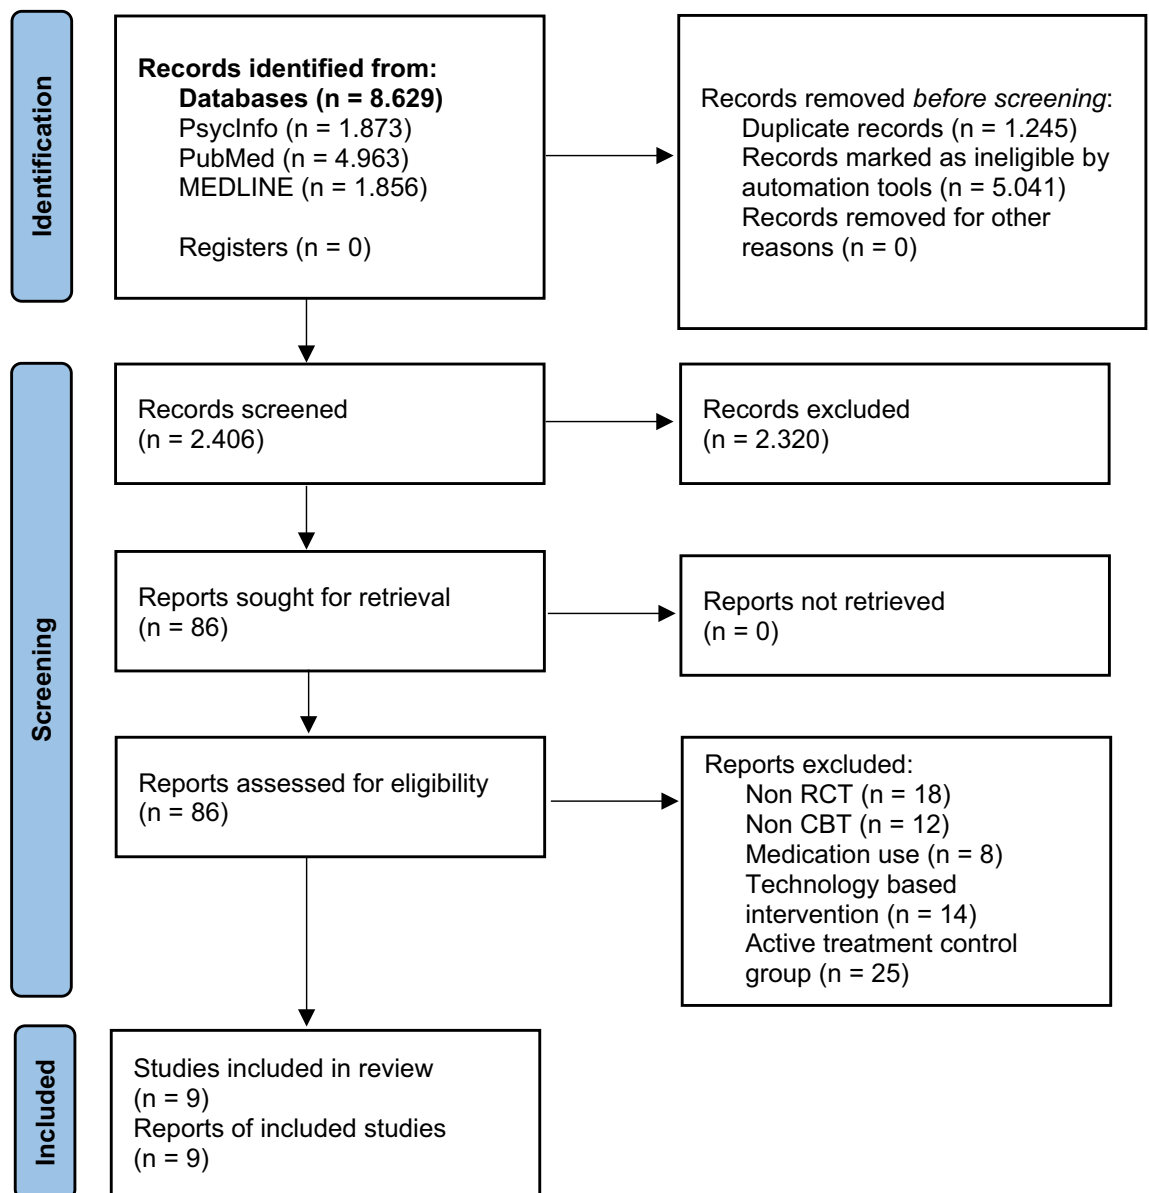 Identification
Records identified from:
Databases (n = 8.629)
PsycInfo (n = 1.873)
PubMed (n = 4.963)
MEDLINE (n = 1.856)
Registers (n = 0)
Records removed before screening:
Duplicate records (n = 1.245)
Records marked as ineligible by
automation tools (n = 5.041)
Records removed for other
reasons (n = 0)
Screening
Records screened
(n = 2.406)
Records excluded
(n = 2.320)
Reports sought for retrieval
(n = 86)
Reports not retrieved
(n = 0)
Reports assessed for eligibility
(n = 86)
Reports excluded:
Non RCT (n = 18)
Non CBT (n = 12)
Medication use (n = 8)
Technology based
intervention (n = 14)
Active treatment control
group (n = 25)
Included
Studies included in review
(n = 9)
Reports of included studies
(n = 9)